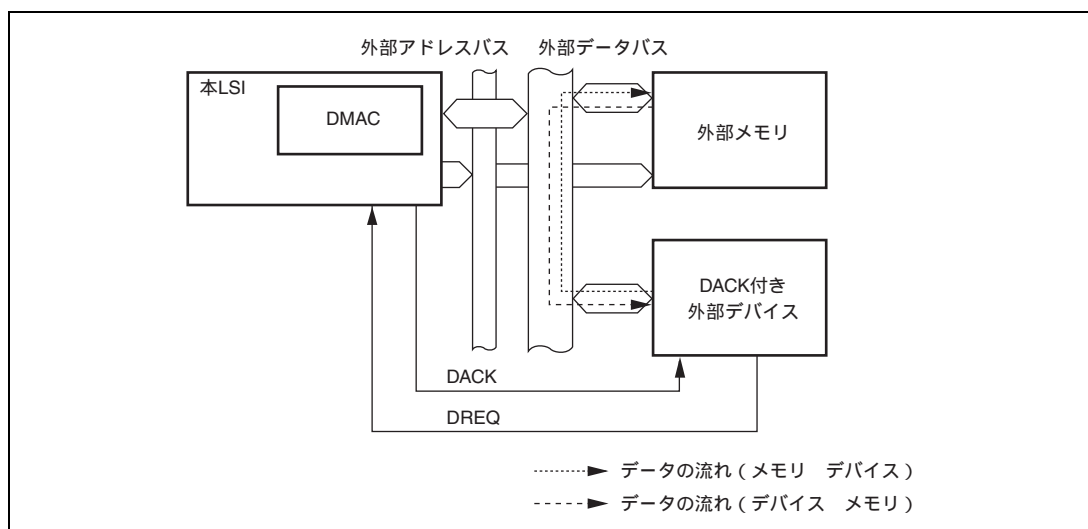 外部アドレスバス 外部データバス
本LSI
DMAC
外部メモリ
DACK付き
外部デバイス
DACK
DREQ
データの流れ（メモリ　デバイス）
データの流れ（デバイス　メモリ）